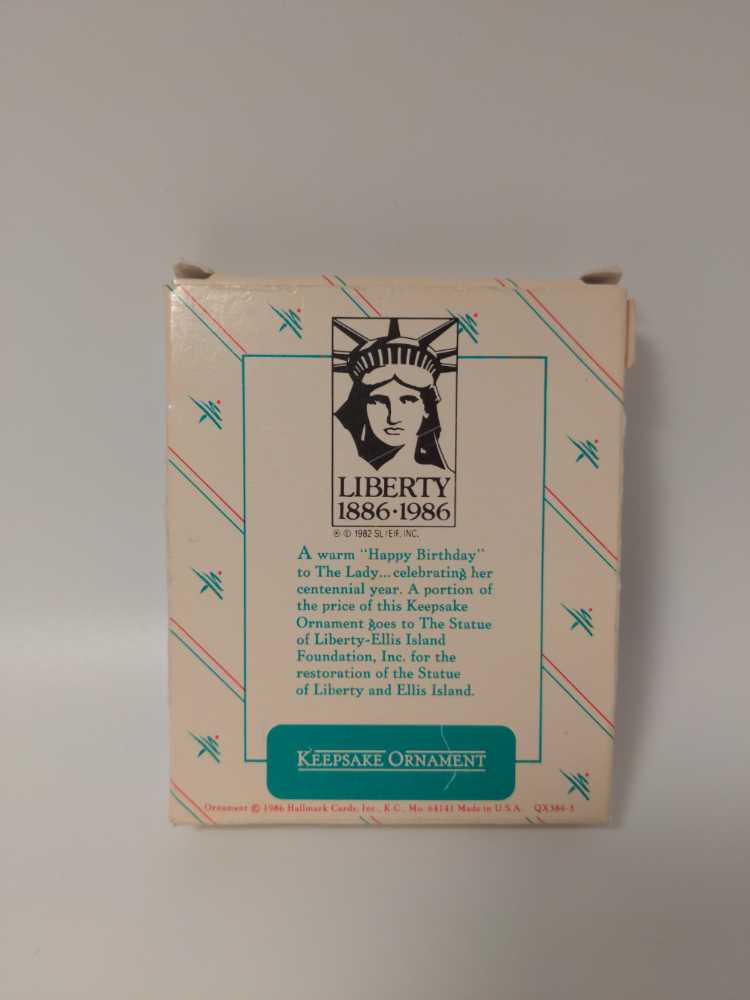 LIBERTY
1886·1986
® © 1982 SL/EIF, INC.
A warm "Happy Birthday"
to The Lady...celebrating her
centennial year. A portion of
the price of this Keepsake
Ornament goes to The Statue
of Liberty-Ellis Island
Foundation, Inc. for the
restoration of the Statue
of Liberty and Ellis Island.
KEEPSAKE ORNAMENT
Ornament © 1986 Hallmark Cards, Inc., K.C., Mo. 64141 Made in U.S.A. QX384-3